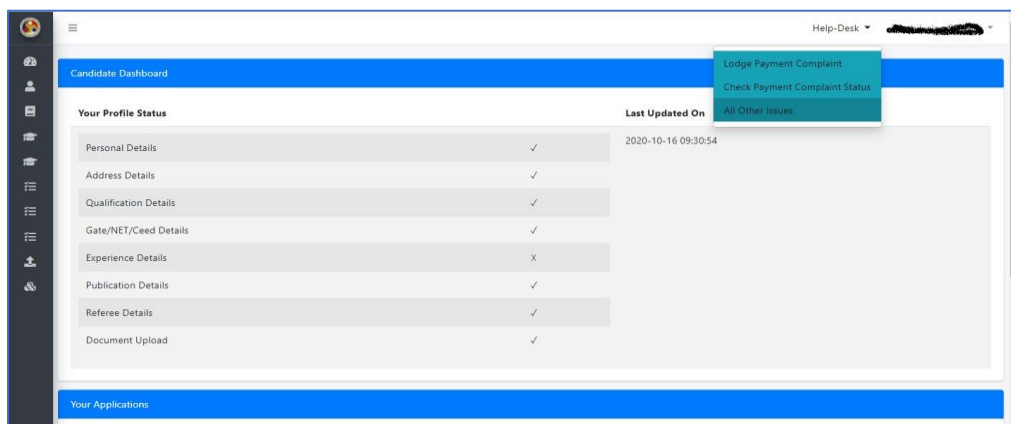 Help-Desk
Lodge Payment Complaint
Check Payment Complaint Status
All Other Issues
Candidate Dashboard
Your Profile Status
Last Updated On
Personal Details ✓
2020-10-16 09:30:54
Address Details ✓
Qualification Details ✓
Gate/NET/Ceed Details ✓
Experience Details X
Publication Details ✓
Referee Details ✓
Document Upload ✓
Your Applications